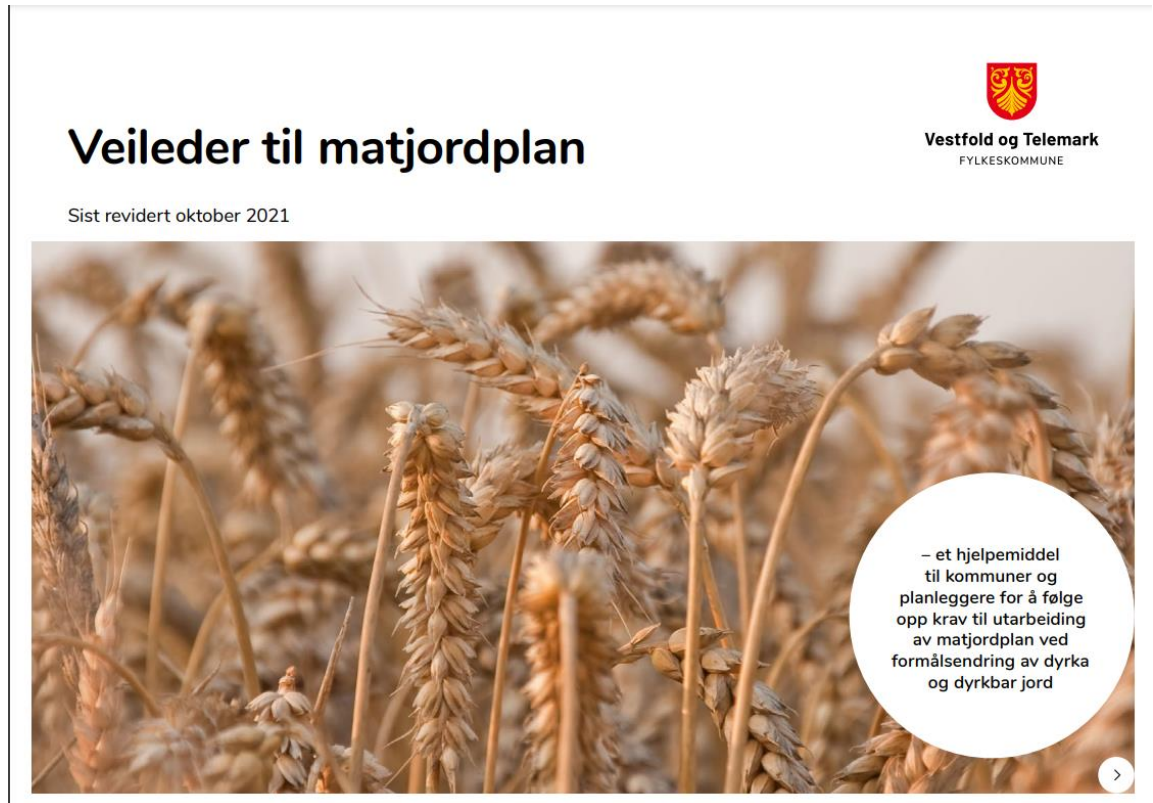 Veileder til matjordplan
Vestfold og Telemark
FYLKESKOMMUNE
Sist revidert oktober 2021
– et hjelpemiddel
til kommuner og
planleggere for å følge
opp krav til utarbeiding
av matjordplan ved
formålsendring av dyrka
og dyrkbar jord